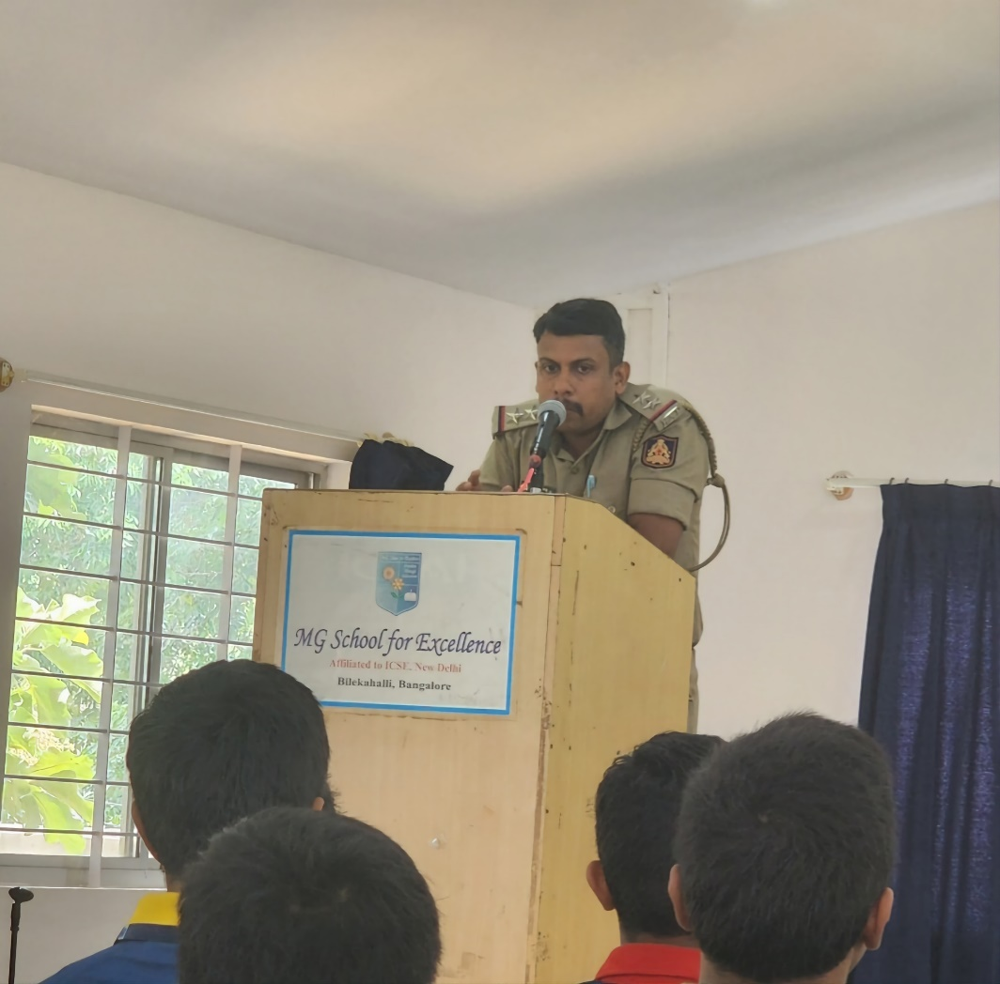 MG School for Excellence
Affiliated to ICSE. New Delhi
Bilekahalli, Bangalore